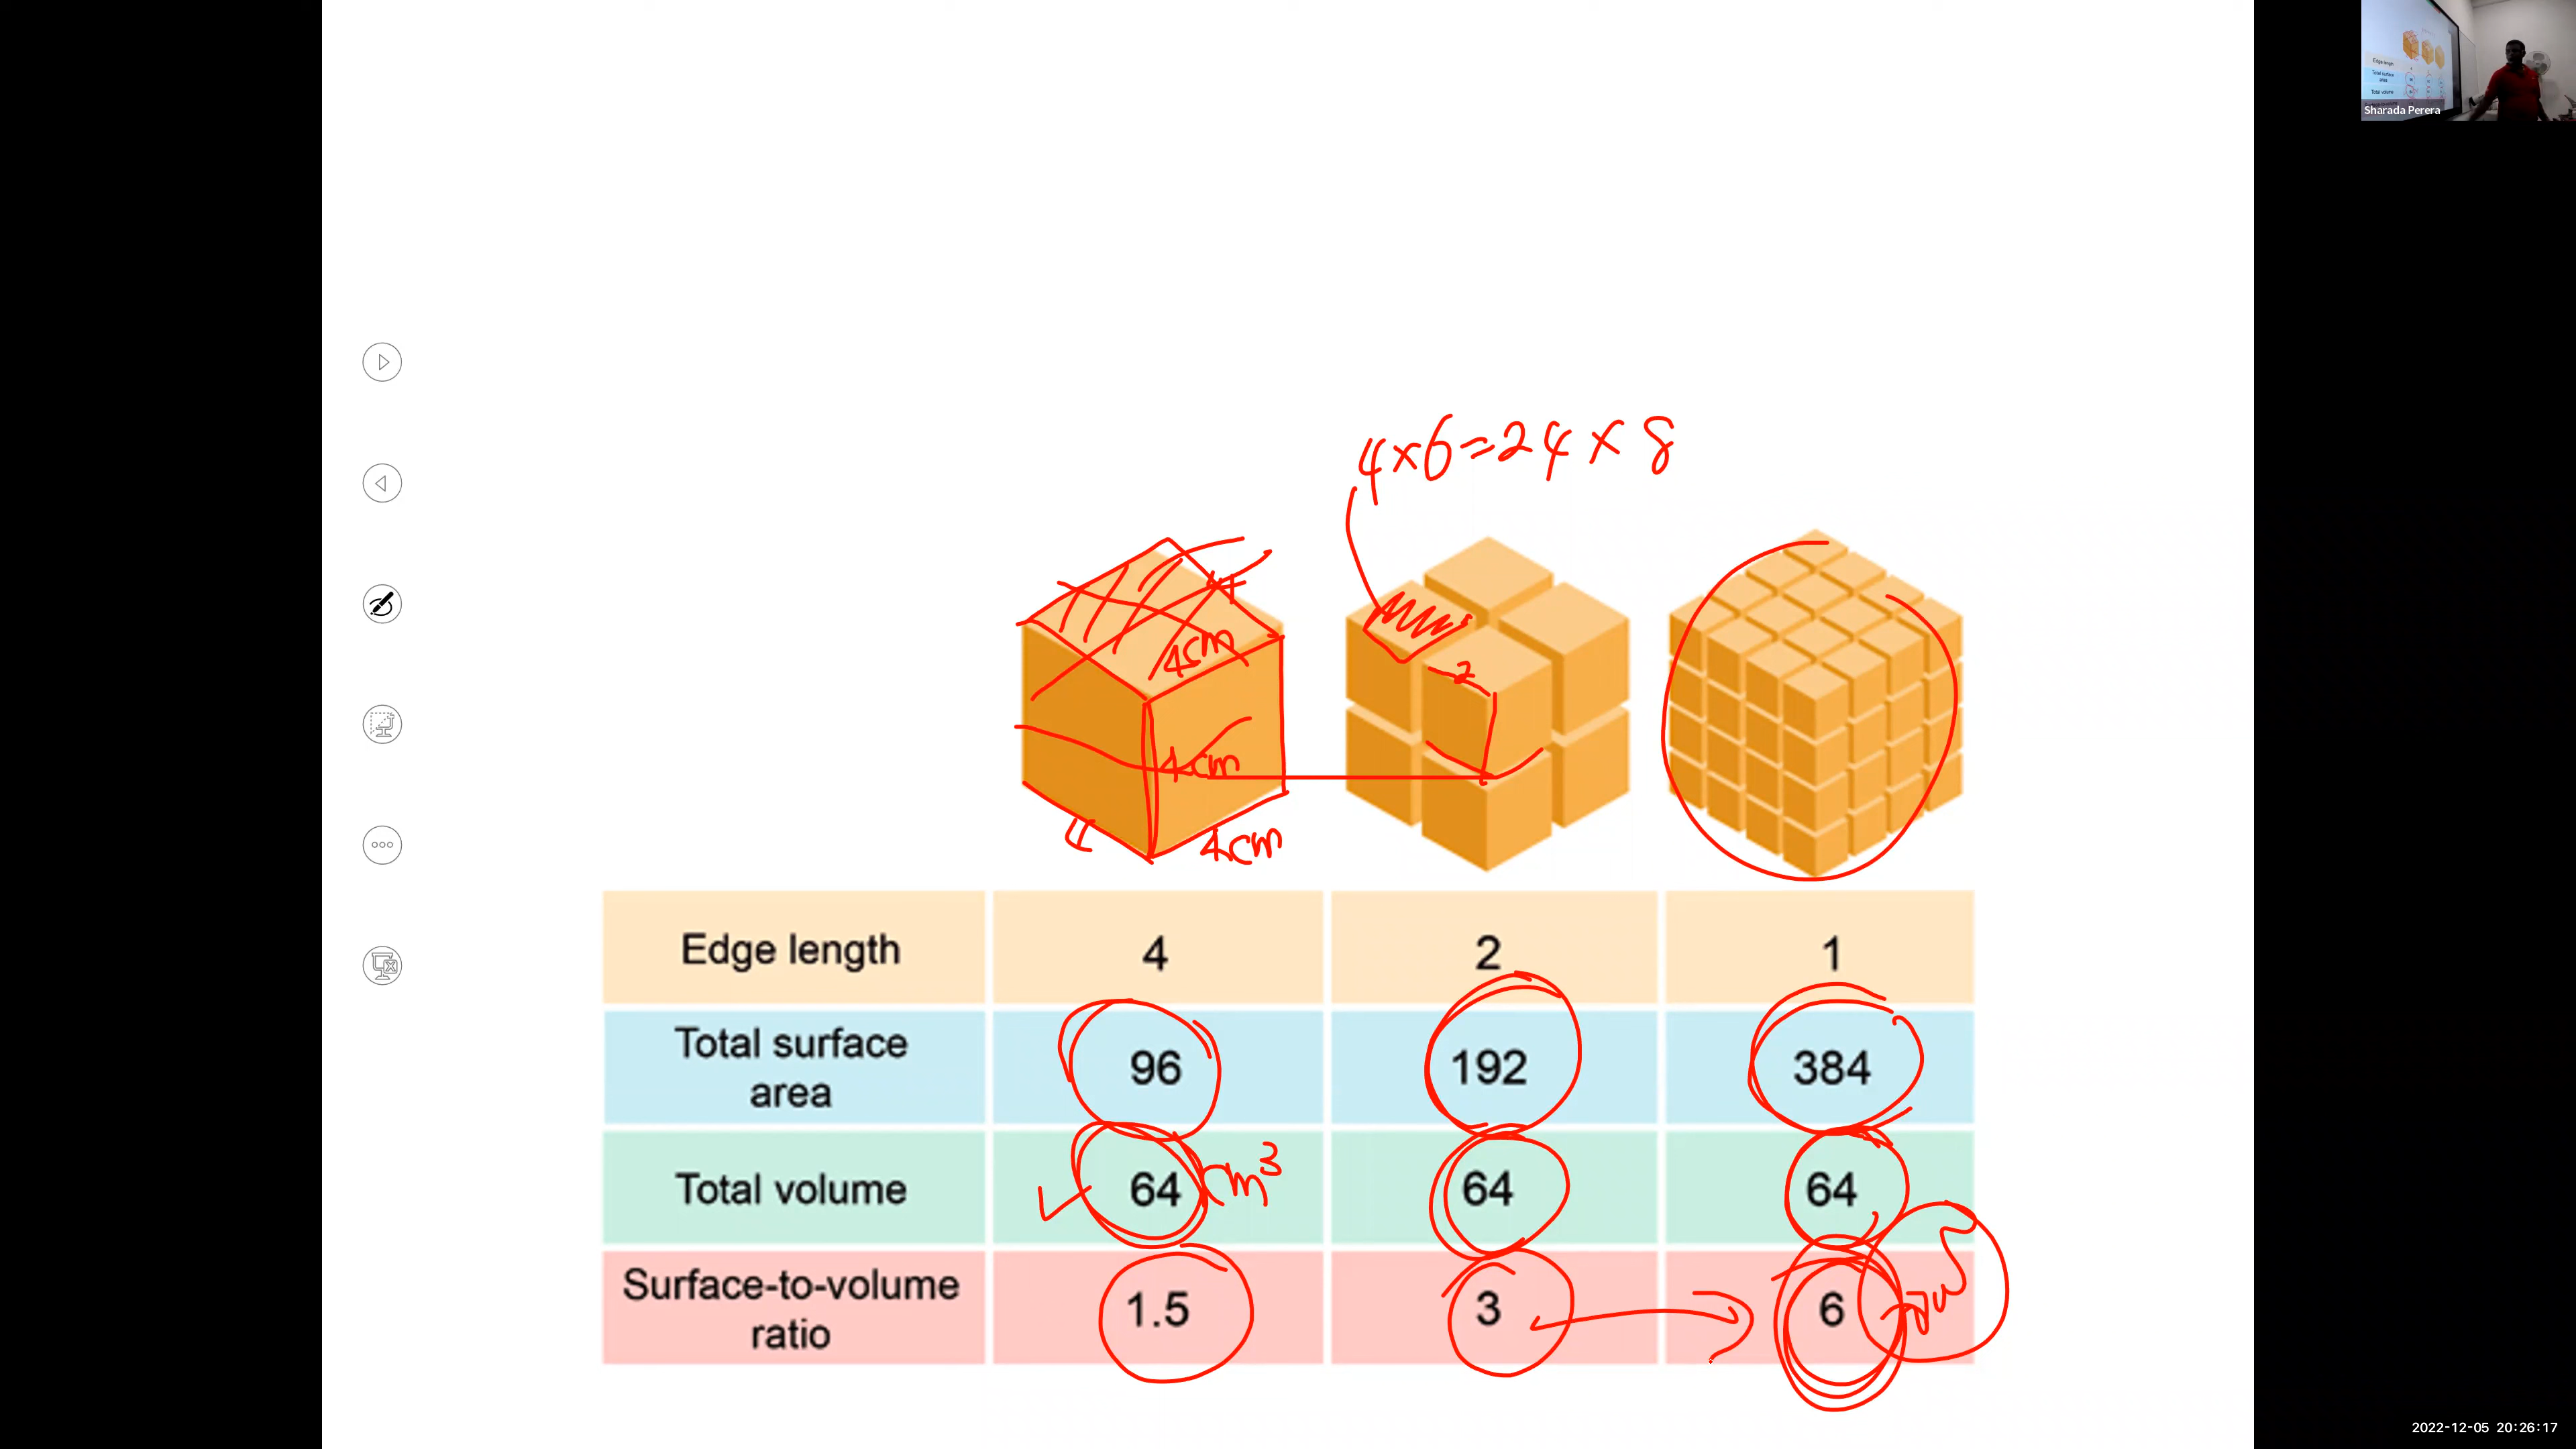 Sharada Perera
4×6=24×8
4
4cm
2
4cm
4
4cm
Edge length 4 2 1
Total surface area 96 192 384
Total volume 64 cm³ 64 64
Surface-to-volume ratio 1.5 3 6
2022-12-05 20:26:17